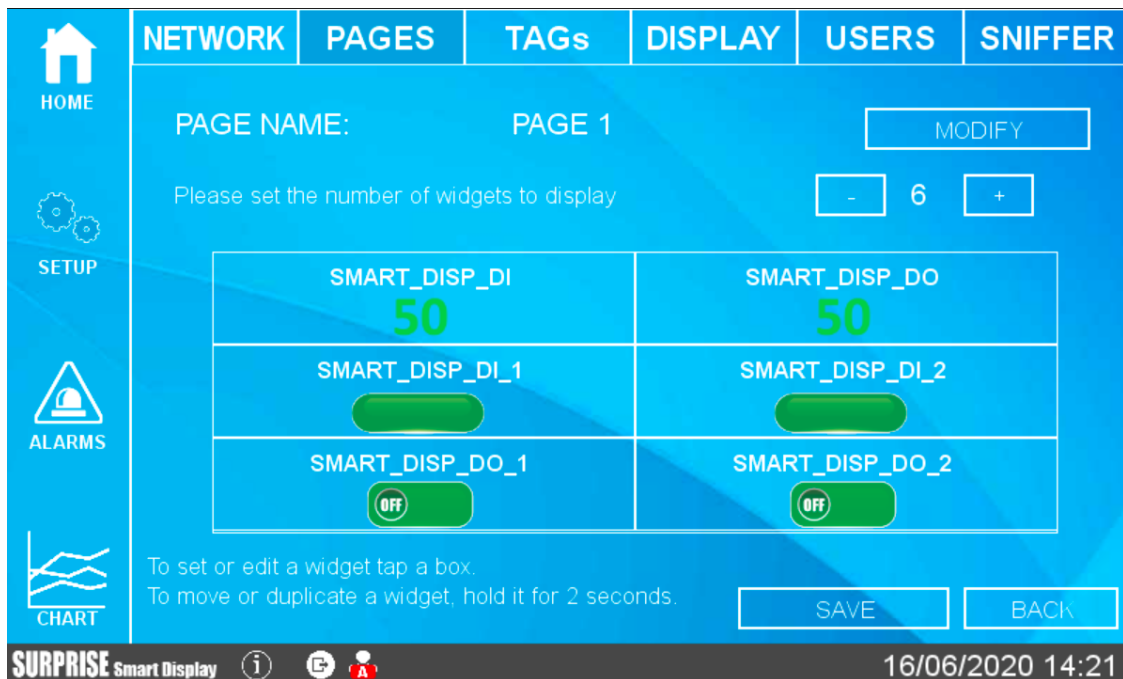 NETWORK PAGES TAGs DISPLAY USERS SNIFFER
HOME
PAGE NAME: PAGE 1 MODIFY
Please set the number of widgets to display - 6 +
SETUP
SMART_DISP_DI SMART_DISP_DO
50 50
SMART_DISP_DI_1 SMART_DISP_DI_2
ALARMS
SMART_DISP_DO_1 SMART_DISP_DO_2
OFF OFF
To set or edit a widget tap a box.
To move or duplicate a widget, hold it for 2 seconds.
SAVE BACK
CHART
SURPRISE Smart Display i A 16/06/2020 14:21